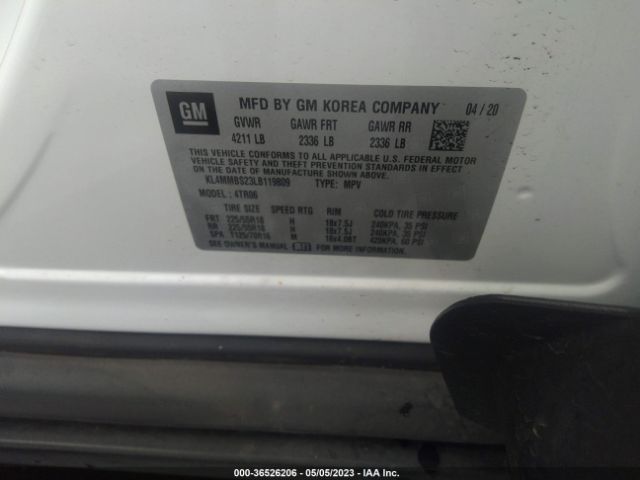 GM
MFD BY GM KOREA COMPANY 04 / 20
GVWR GAWR FRT GAWR RR
4211 LB 2336 LB 2336 LB
THIS VEHICLE CONFORMS TO ALL APPLICABLE U.S. FEDERAL MOTOR
VEHICLE SAFETY AND THEFT PREVENTION STANDARDS IN EFFECT ON
THE DATE OF MANUFACTURE SHOWN ABOVE.
KL4MMBS23LB119809 TYPE: MPV
MODEL: 4TR06
TIRE SIZE SPEED RTG RIM COLD TIRE PRESSURE
FRT 225/55R18 H 18x7.5J 240KPA, 35 PSI
RR 225/55R18 H 18x7.5J 240KPA, 35 PSI
SPR T125/70R16 M 16x4.00T 420KPA, 60 PSI
SEE OWNER'S MANUAL FOR MORE INFORMATION.
000-36526206 - 05/05/2023 - IAA Inc.